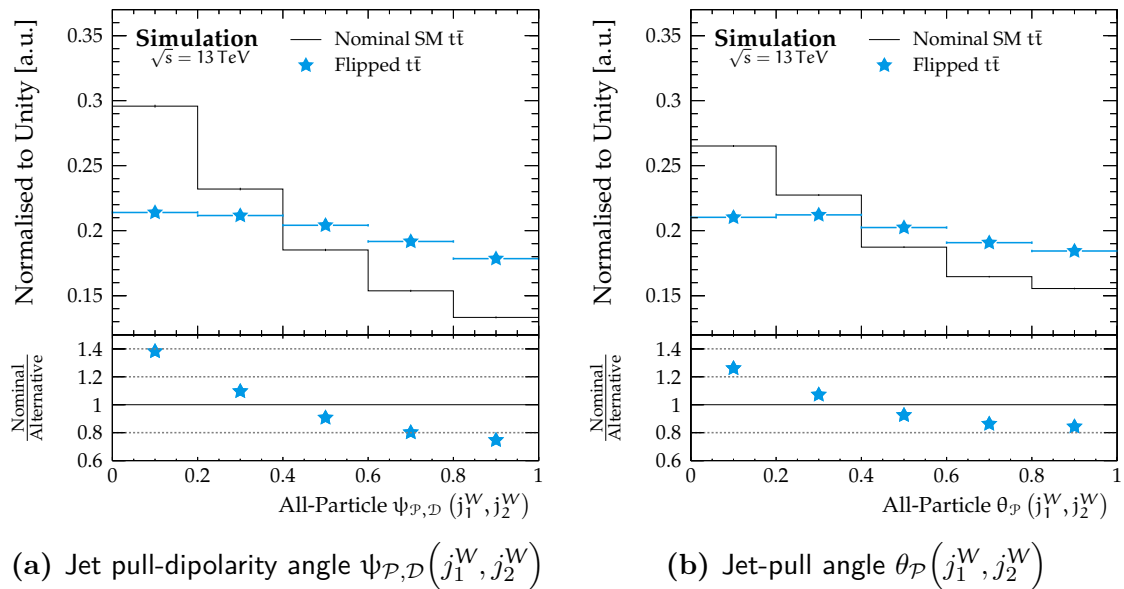 Normalised to Unity [a.u.]
Simulation
√s = 13 TeV
Nominal SM tt̄
Flipped tt̄
0.3
0.25
0.2
0.15
Nominal
Alternative
1.4
1.2
1
0.8
0.6
0 0.2 0.4 0.6 0.8 1
All-Particle ψ𝒫,𝒟 (j₁ᵂ, j₂ᵂ)
(a) Jet pull-dipolarity angle ψ𝒫,𝒟(j₁ᵂ, j₂ᵂ)
Normalised to Unity [a.u.]
Simulation
√s = 13 TeV
Nominal SM tt̄
Flipped tt̄
0.3
0.25
0.2
0.15
Nominal
Alternative
1.4
1.2
1
0.8
0.6
0 0.2 0.4 0.6 0.8 1
All-Particle θ𝒫 (j₁ᵂ, j₂ᵂ)
(b) Jet-pull angle θ𝒫(j₁ᵂ, j₂ᵂ)